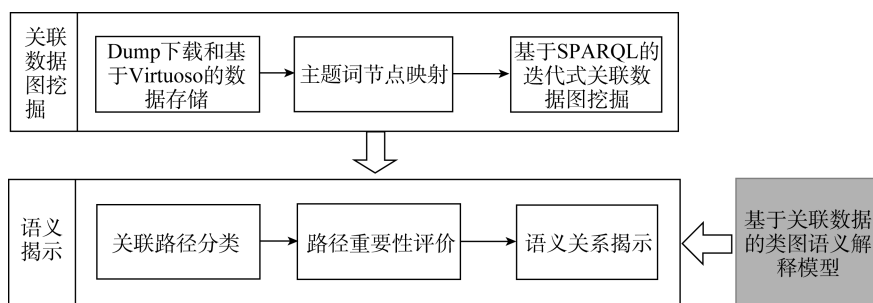 关联
数据
图挖
掘
Dump下载和基
于Virtuoso的数
据存储
主题词节点映射
基于SPARQL的
迭代式关联数
据图挖掘
语义
揭示
关联路径分类
路径重要性评价
语义关系揭示
基于关联数据
的类图语义解
释模型